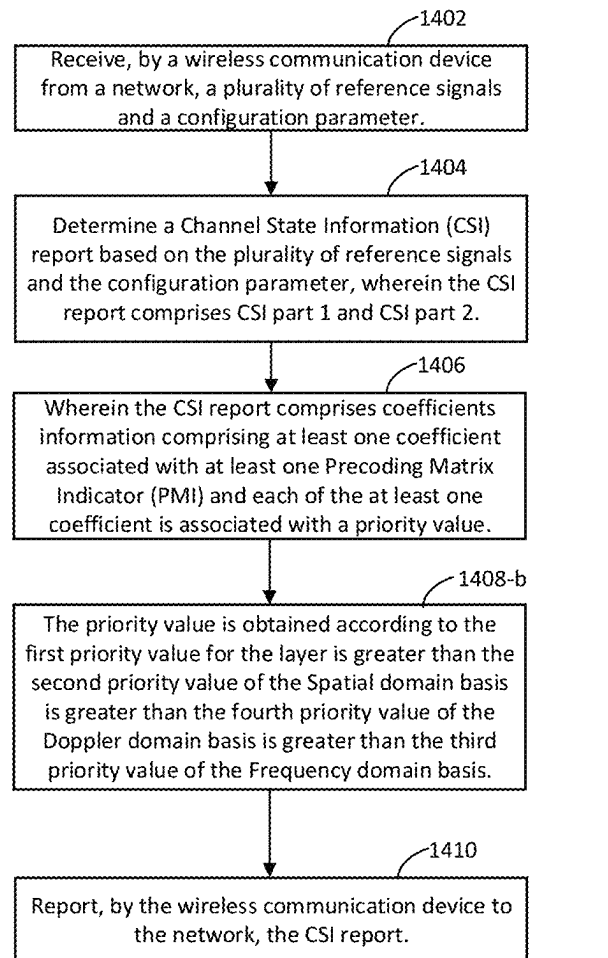 1402
Receive, by a wireless communication device
from a network, a plurality of reference signals
and a configuration parameter.
1404
Determine a Channel State Information (CSI)
report based on the plurality of reference signals
and the configuration parameter, wherein the CSI
report comprises CSI part 1 and CSI part 2.
1406
Wherein the CSI report comprises coefficients
information comprising at least one coefficient
associated with at least one Precoding Matrix
Indicator (PMI) and each of the at least one
coefficient is associated with a priority value.
1408-b
The priority value is obtained according to the
first priority value for the layer is greater than the
second priority value of the Spatial domain basis
is greater than the fourth priority value of the
Doppler domain basis is greater than the third
priority value of the Frequency domain basis.
1410
Report, by the wireless communication device to
the network, the CSI report.